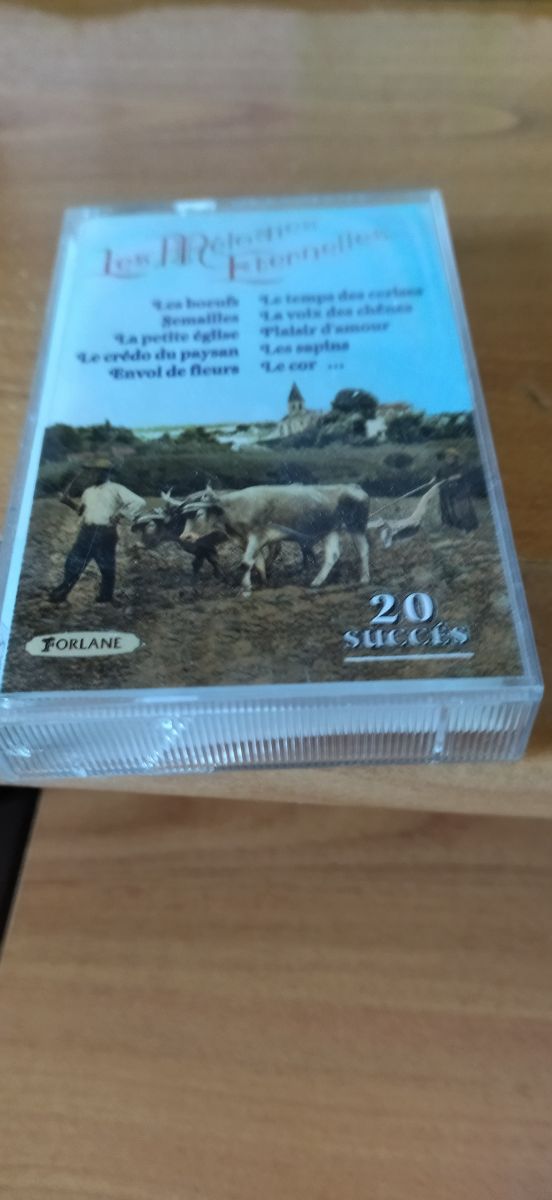 Les Mélodies
Eternelles
Les boeufs
Semailles
La petite église
Le crédo du paysan
Envol de fleurs
Le temps des cerises
La voix des chênes
Plaisir d'amour
Les sapins
Le cor ...
20
SUCCÉS
FORLANE